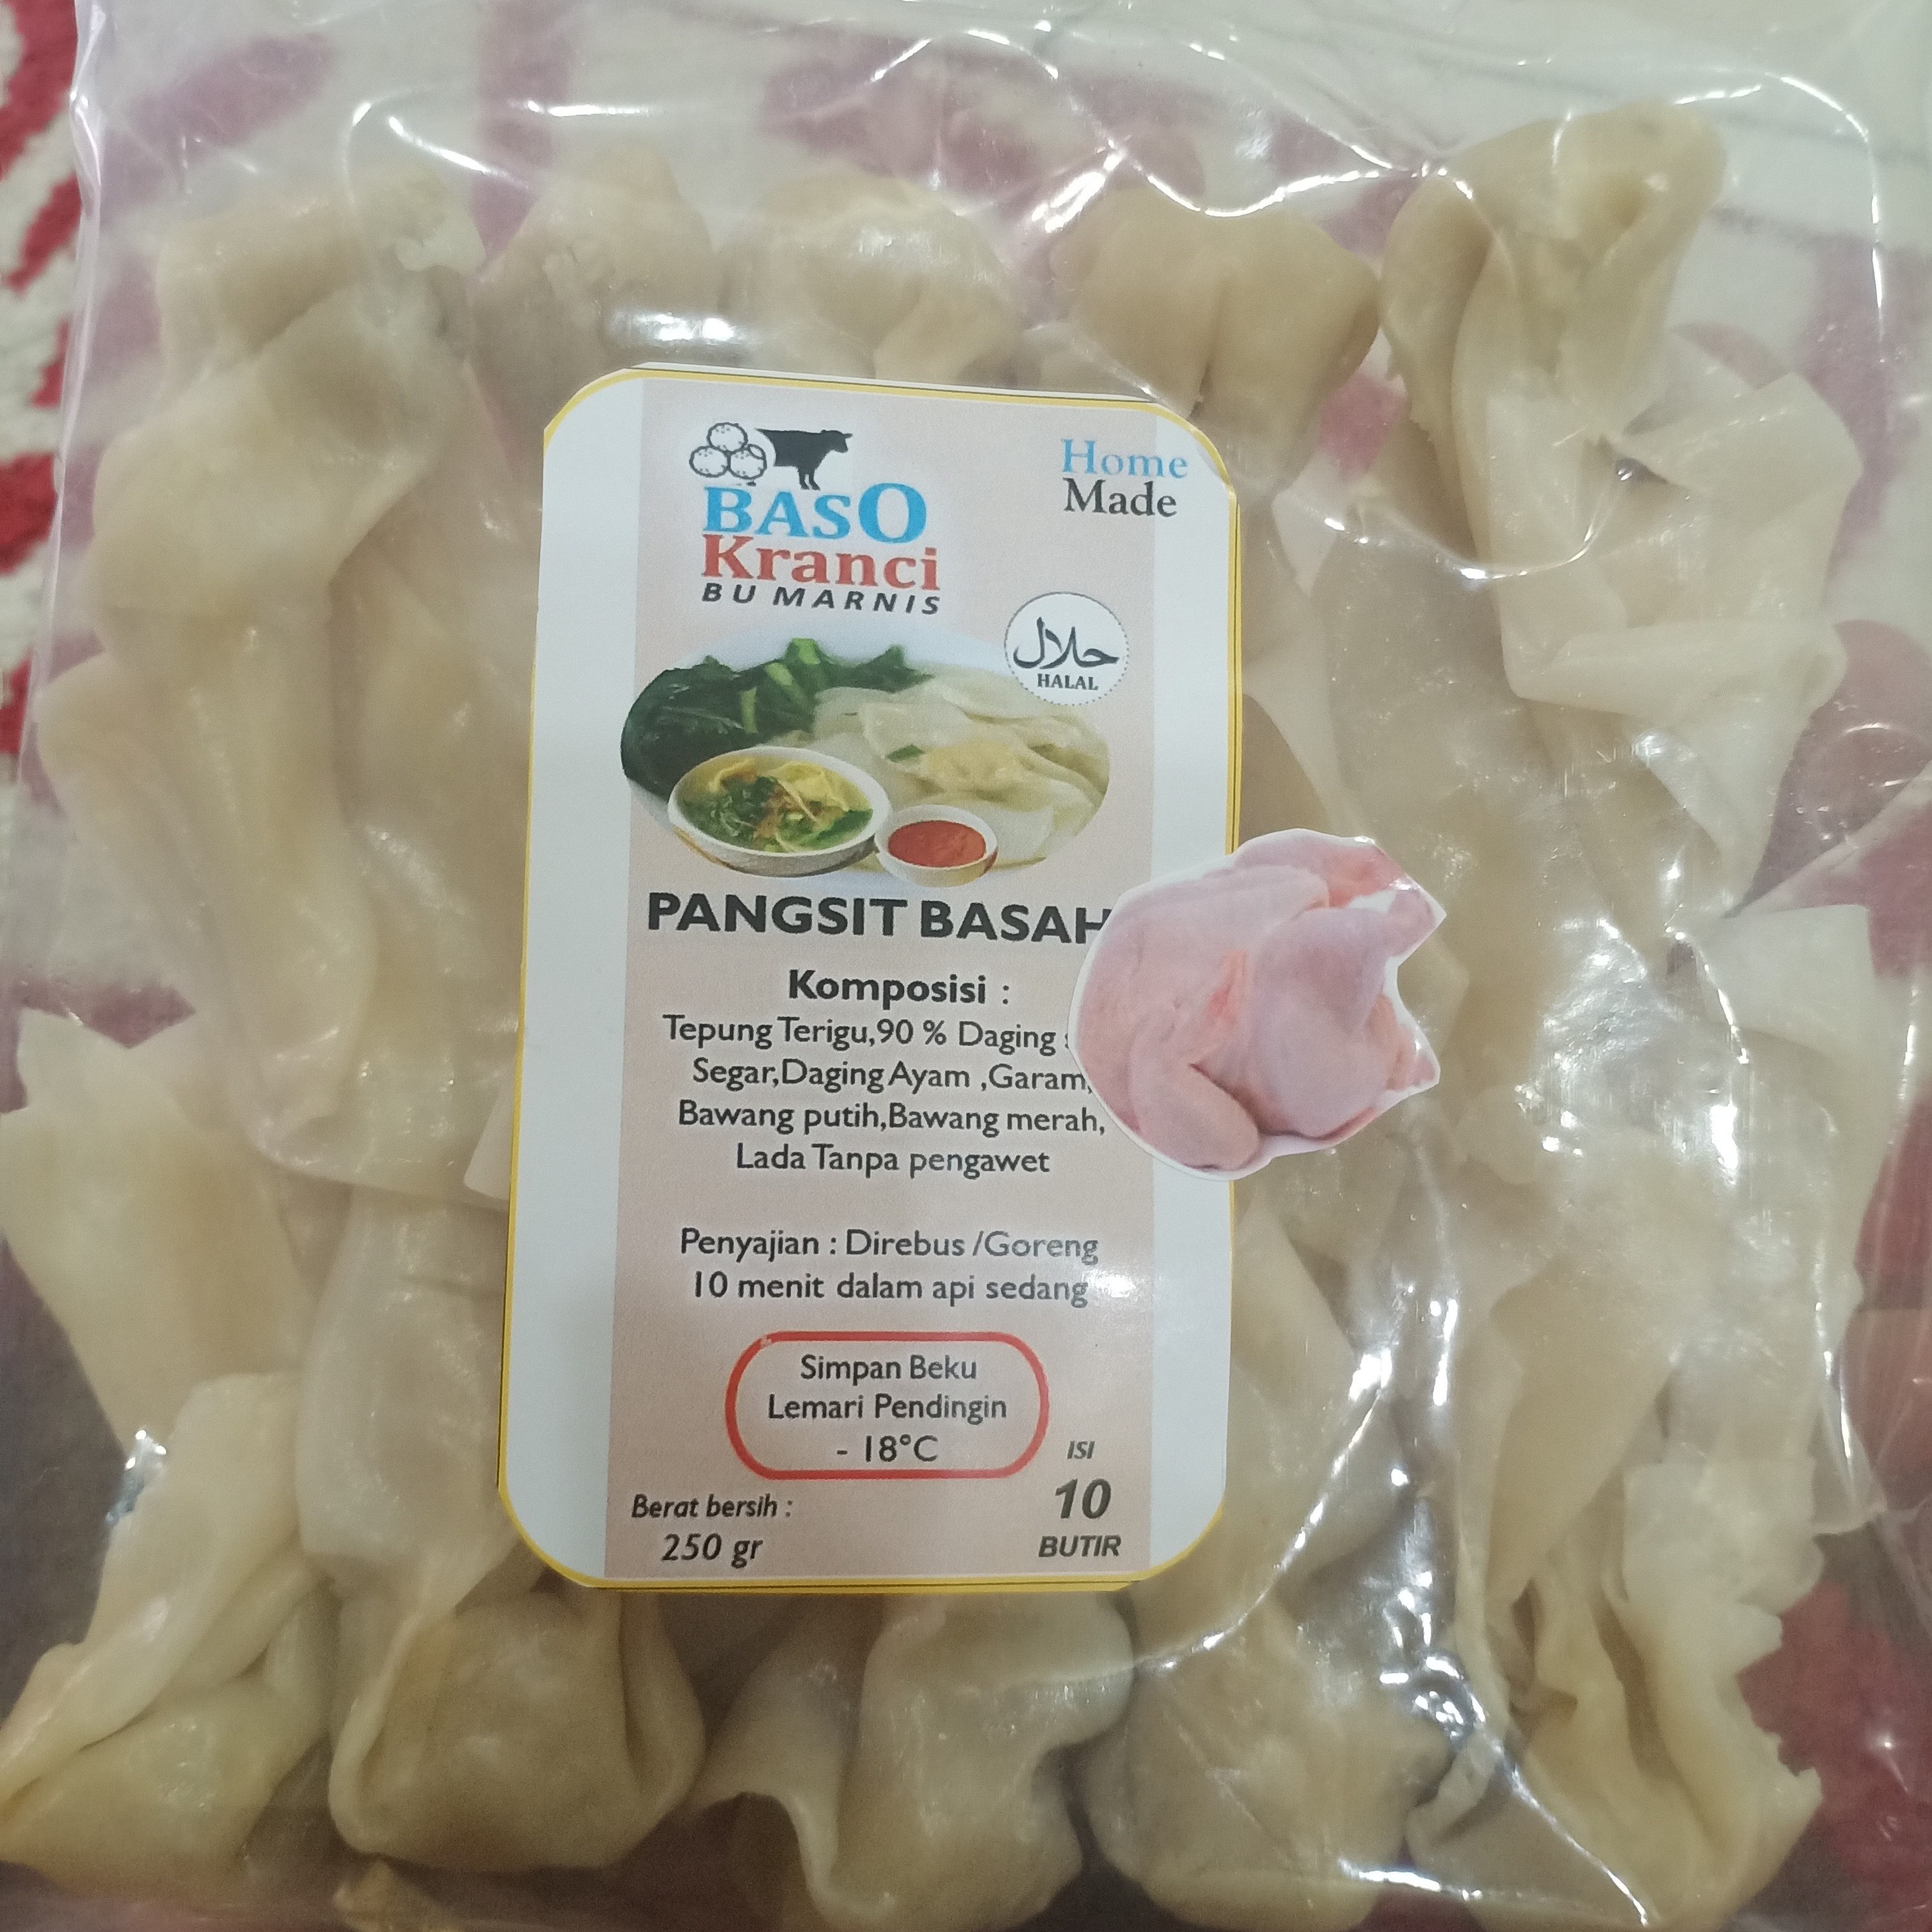 BASO
Kranci
BU MARNIS
Home
Made
حلال
HALAL
PANGSIT BASAH
Komposisi :
Tepung Terigu,90 % Daging
Segar,Daging Ayam ,Garam,
Bawang putih,Bawang merah,
Lada Tanpa pengawet
Penyajian : Direbus /Goreng
10 menit dalam api sedang
Simpan Beku
Lemari Pendingin
- 18°C
Berat bersih :
250 gr
ISI
10
BUTIR